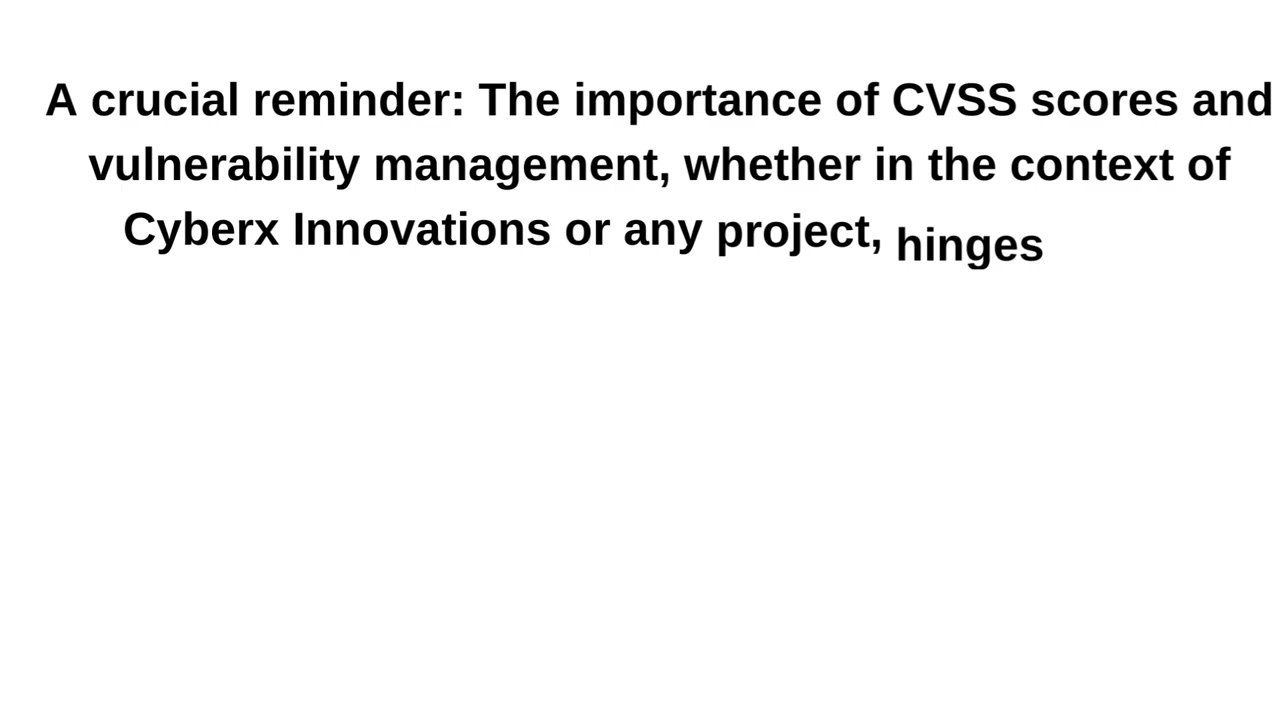 A crucial reminder: The importance of CVSS scores and
vulnerability management, whether in the context of
Cyberx Innovations or any project, hinges